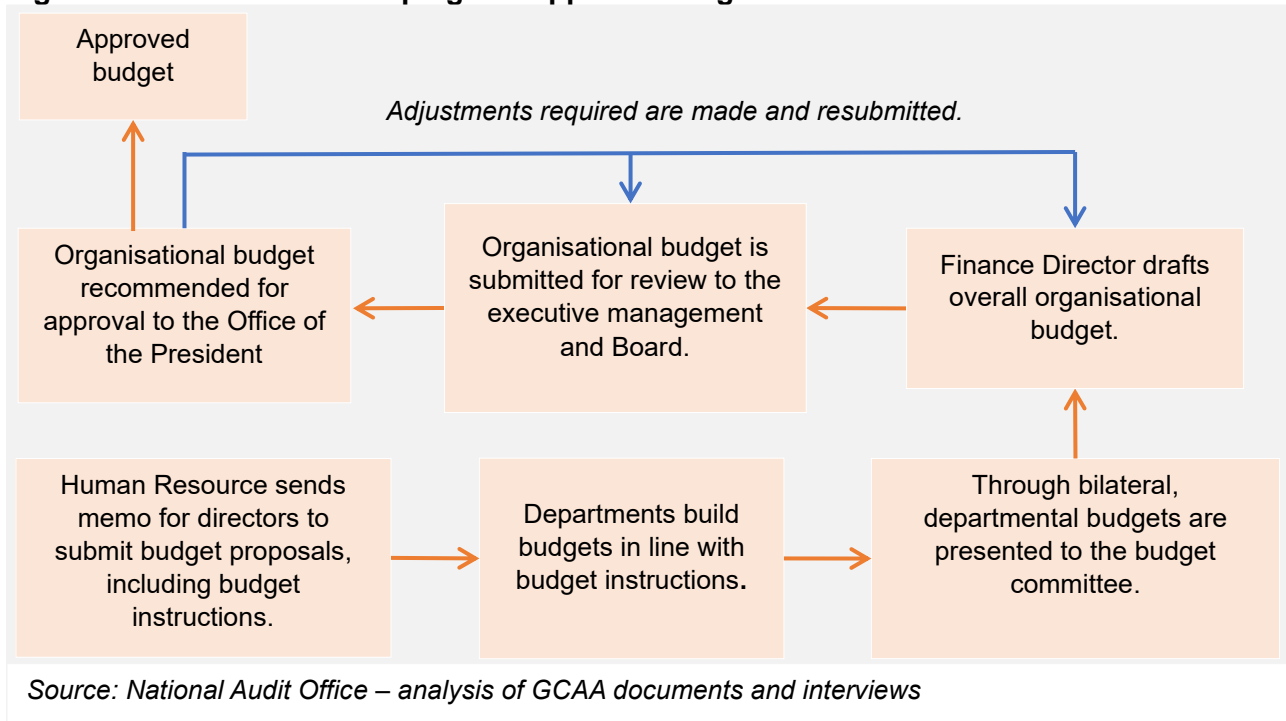 Approved
budget
Adjustments required are made and resubmitted.
Organisational budget
recommended for
approval to the Office of
the President
Organisational budget is
submitted for review to the
executive management
and Board.
Finance Director drafts
overall organisational
budget.
Human Resource sends
memo for directors to
submit budget proposals,
including budget
instructions.
Departments build
budgets in line with
budget instructions.
Through bilateral,
departmental budgets are
presented to the budget
committee.
Source: National Audit Office – analysis of GCAA documents and interviews